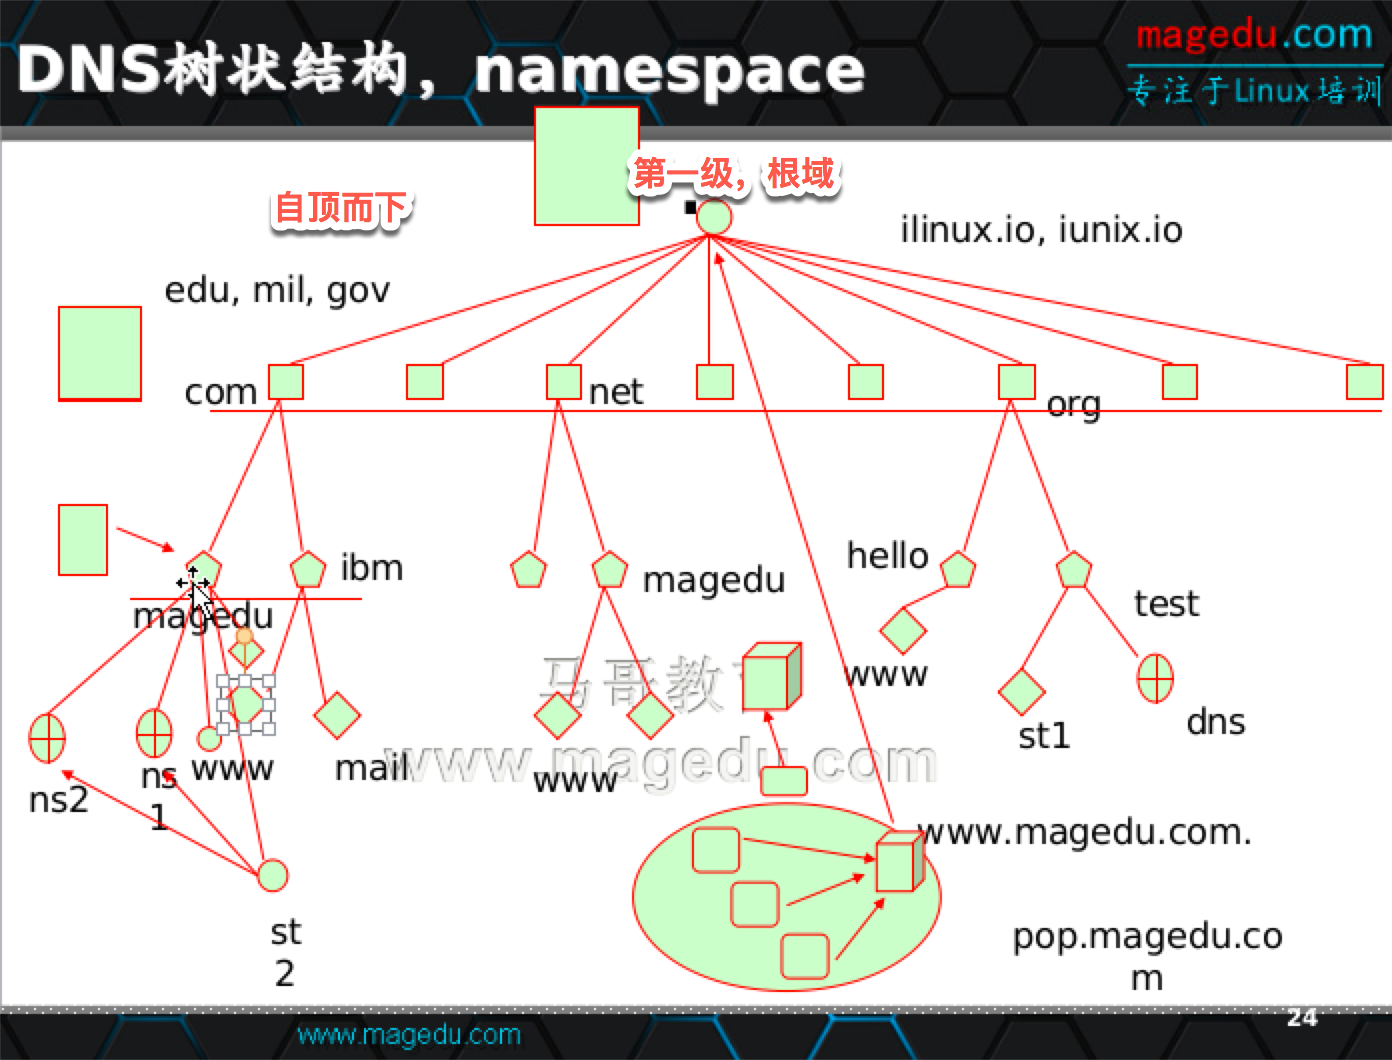 DNS树状结构，namespace
magedu.com
专注于Linux培训
第一级，根域
自顶而下
.
ilinux.io, iunix.io
edu, mil, gov
com
net
org
ibm
magedu
hello
magedu
test
www
马哥教育
st1
dns
ns2
ns
1
www
mail
www
www.magedu.com
www.magedu.com.
st
2
pop.magedu.co
m
24
www.magedu.com